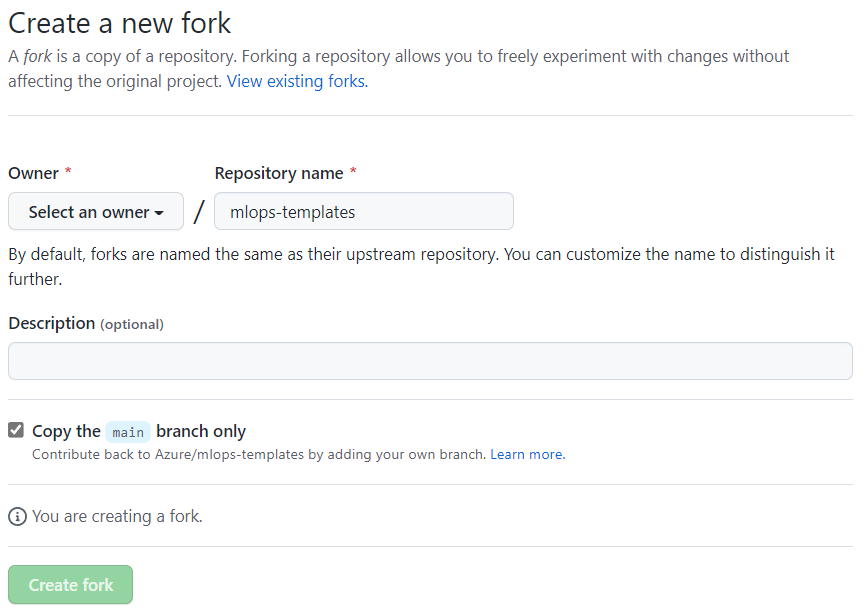 Create a new fork
A fork is a copy of a repository. Forking a repository allows you to freely experiment with changes without
affecting the original project. View existing forks.
Owner * Repository name *
Select an owner / mlops-templates
By default, forks are named the same as their upstream repository. You can customize the name to distinguish it
further.
Description (optional)
Copy the main branch only
Contribute back to Azure/mlops-templates by adding your own branch. Learn more.
You are creating a fork.
Create fork